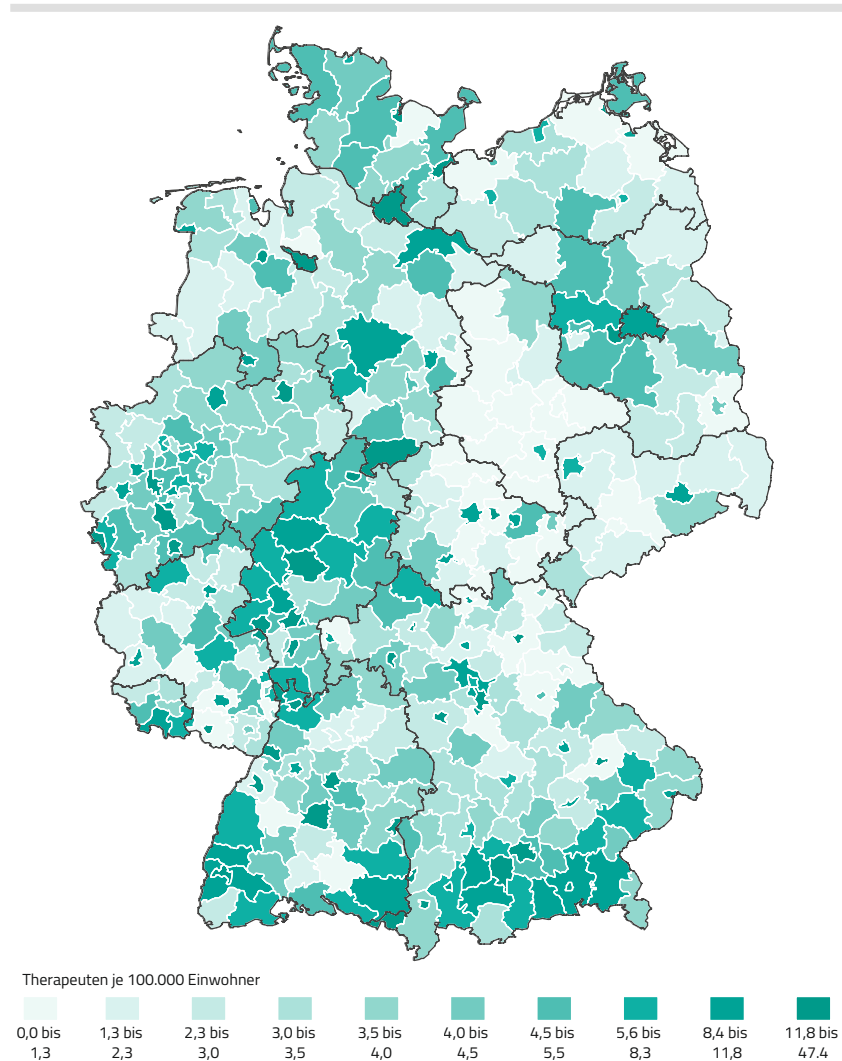 Therapeuten je 100.000 Einwohner
0,0 bis 1,3 bis 2,3 bis 3,0 bis 3,5 bis 4,0 bis 4,5 bis 5,6 bis 8,4 bis 11,8 bis
1,3 2,3 3,0 3,5 4,0 4,5 5,5 8,3 11,8 47.4